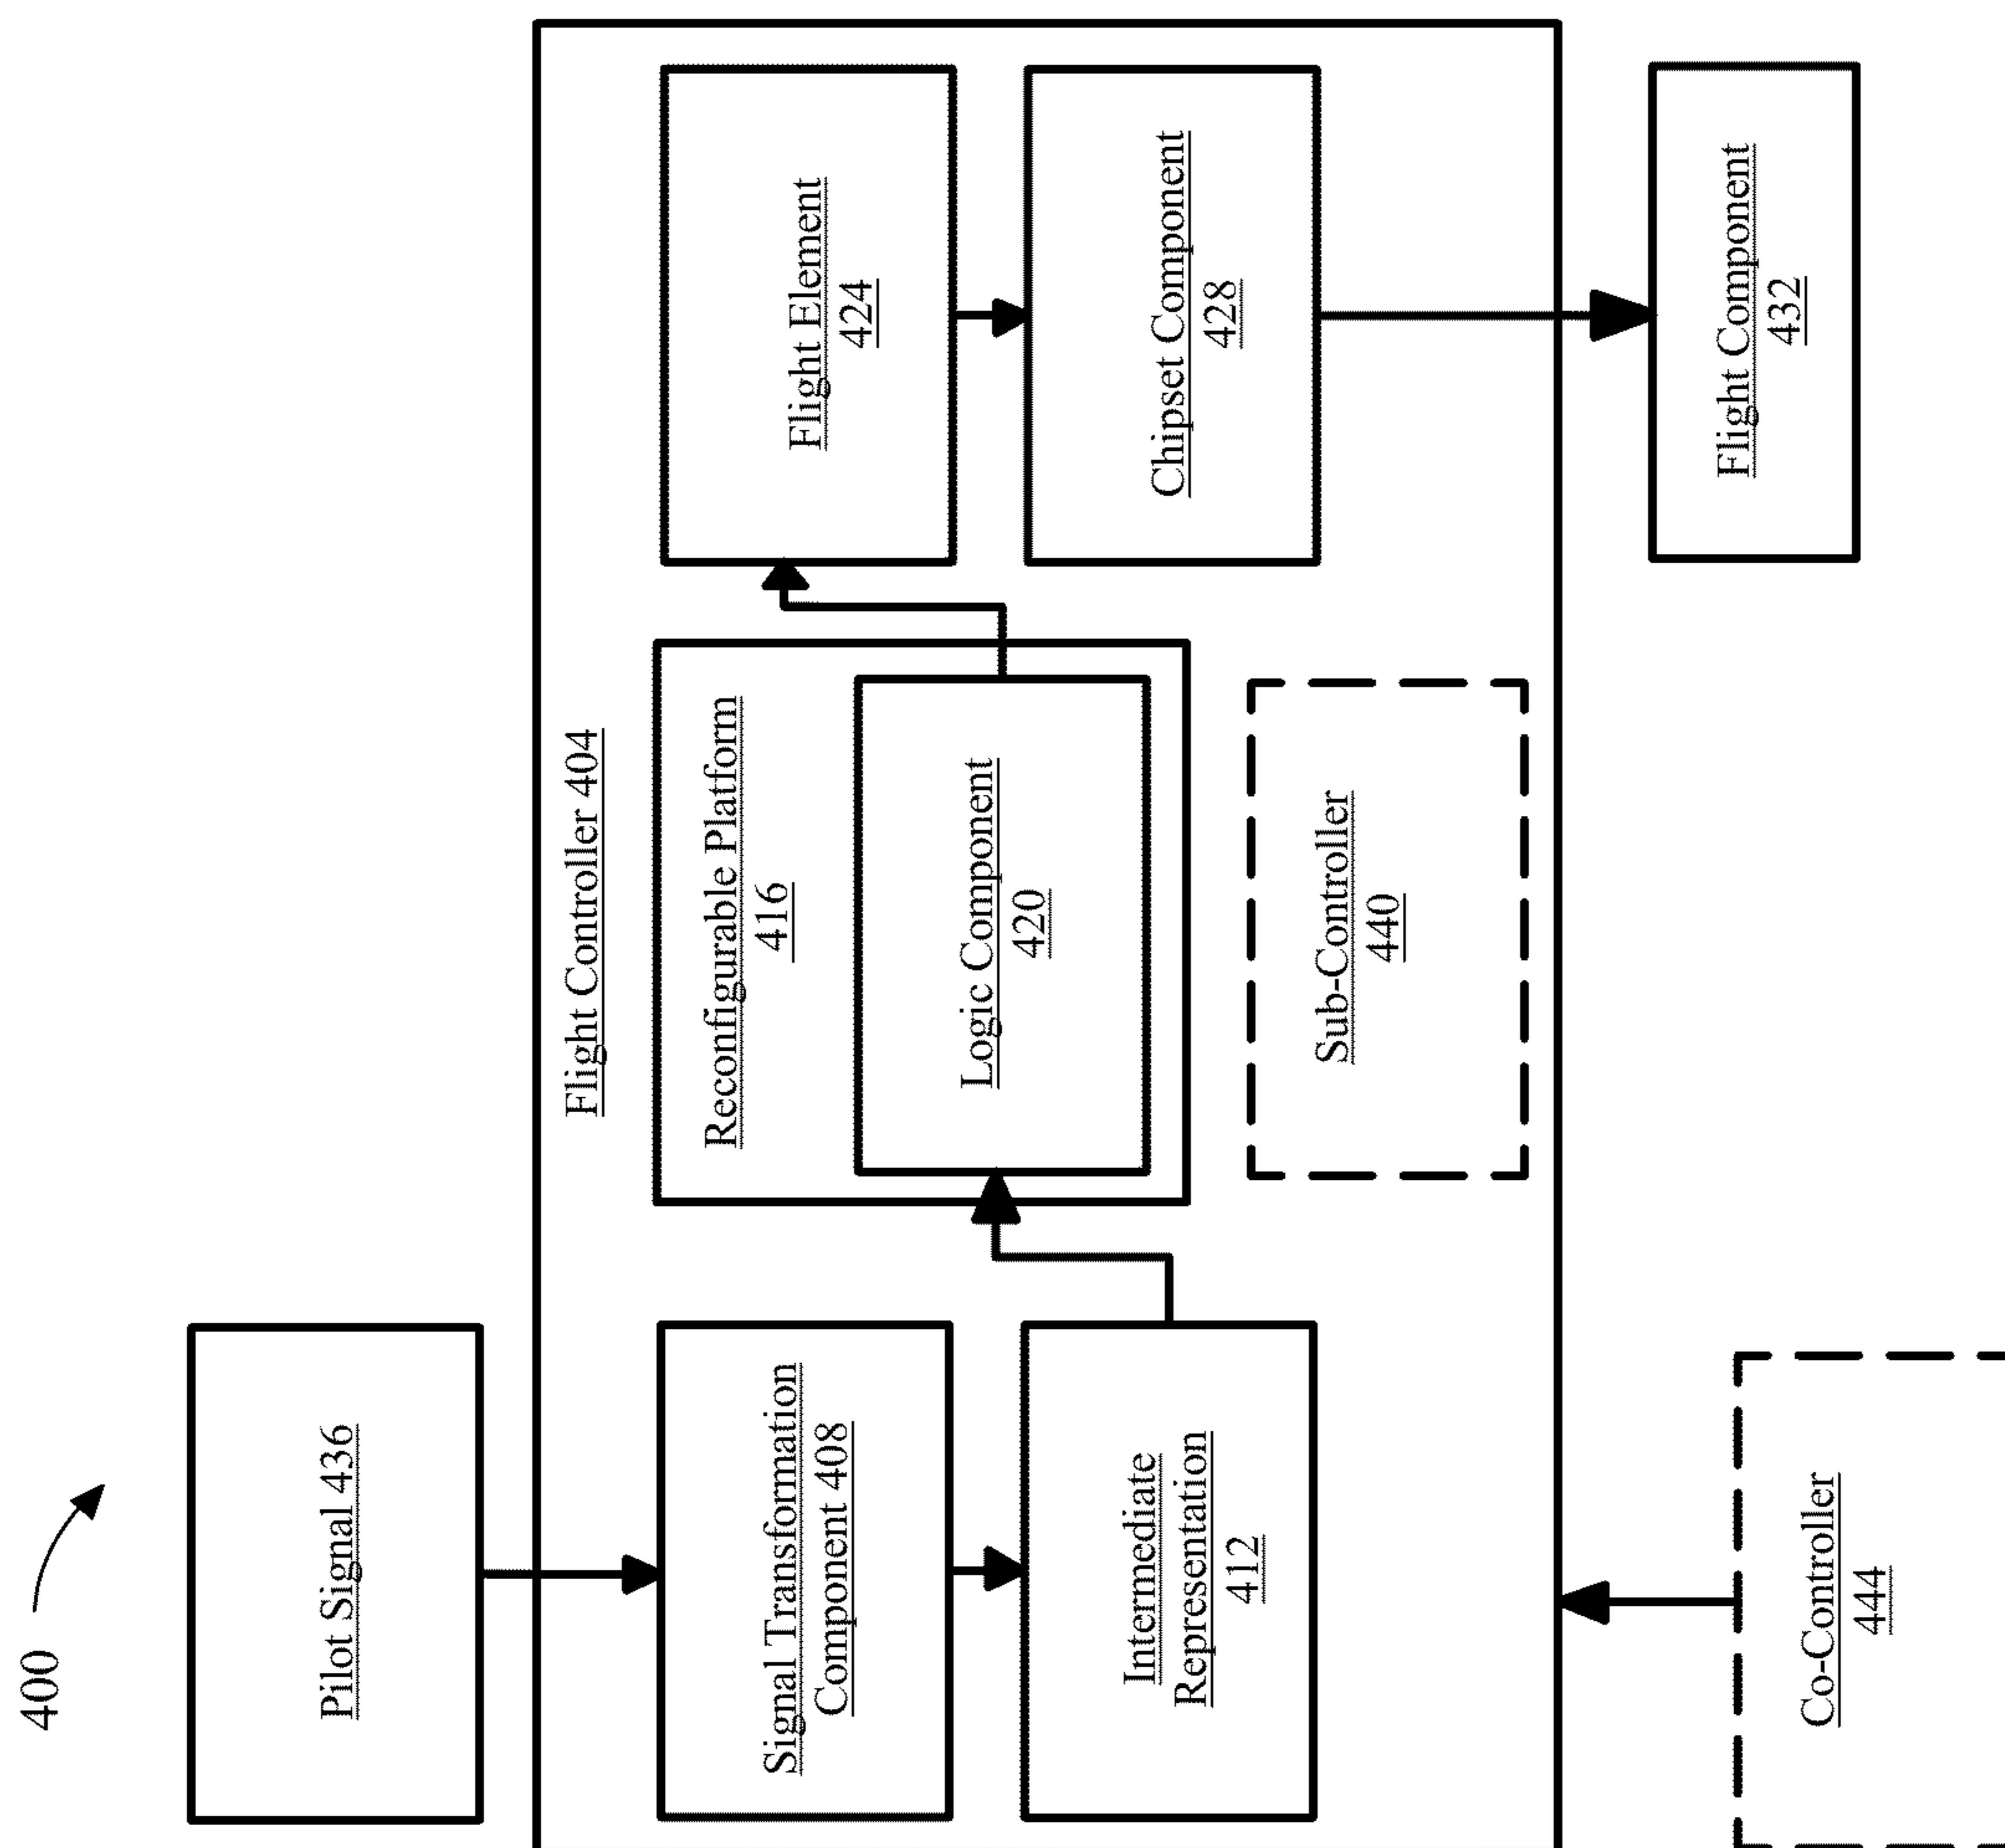 400
Pilot Signal 436
Flight Controller 404
Signal Transformation
Component 408
Intermediate
Representation
412
Reconfigurable Platform
416
Logic Component
420
Flight Element
424
Chipset Component
428
Sub-Controller
440
Co-Controller
444
Flight Component
432